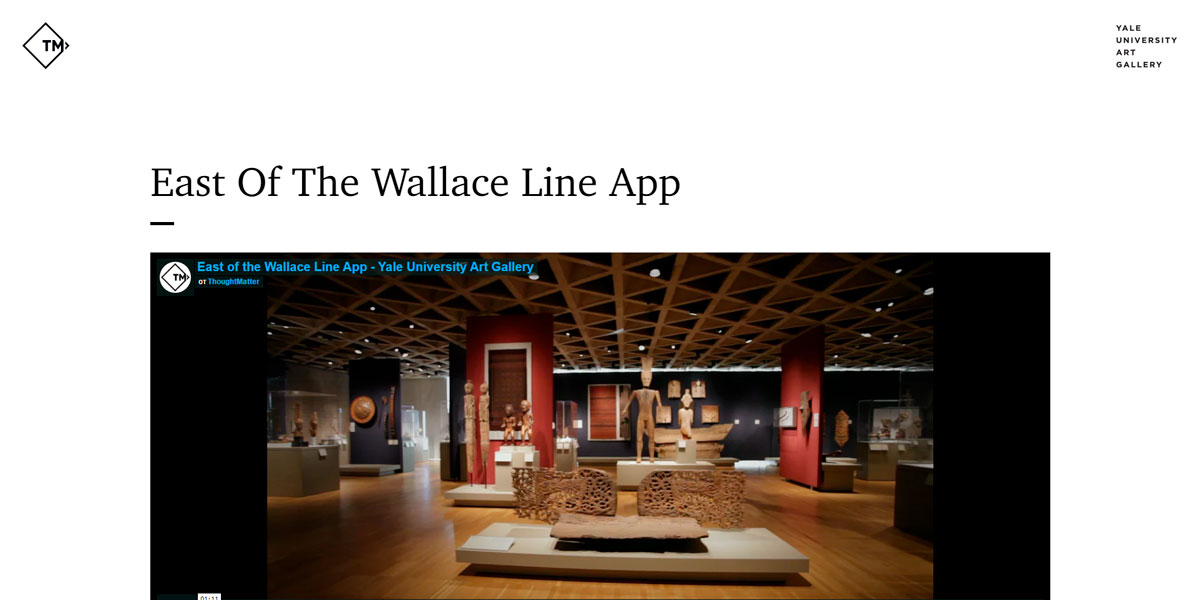 TM
YALE
UNIVERSITY
ART
GALLERY
East Of The Wallace Line App
TM
East of the Wallace Line App - Yale University Art Gallery
от ThoughtMatter
01:11